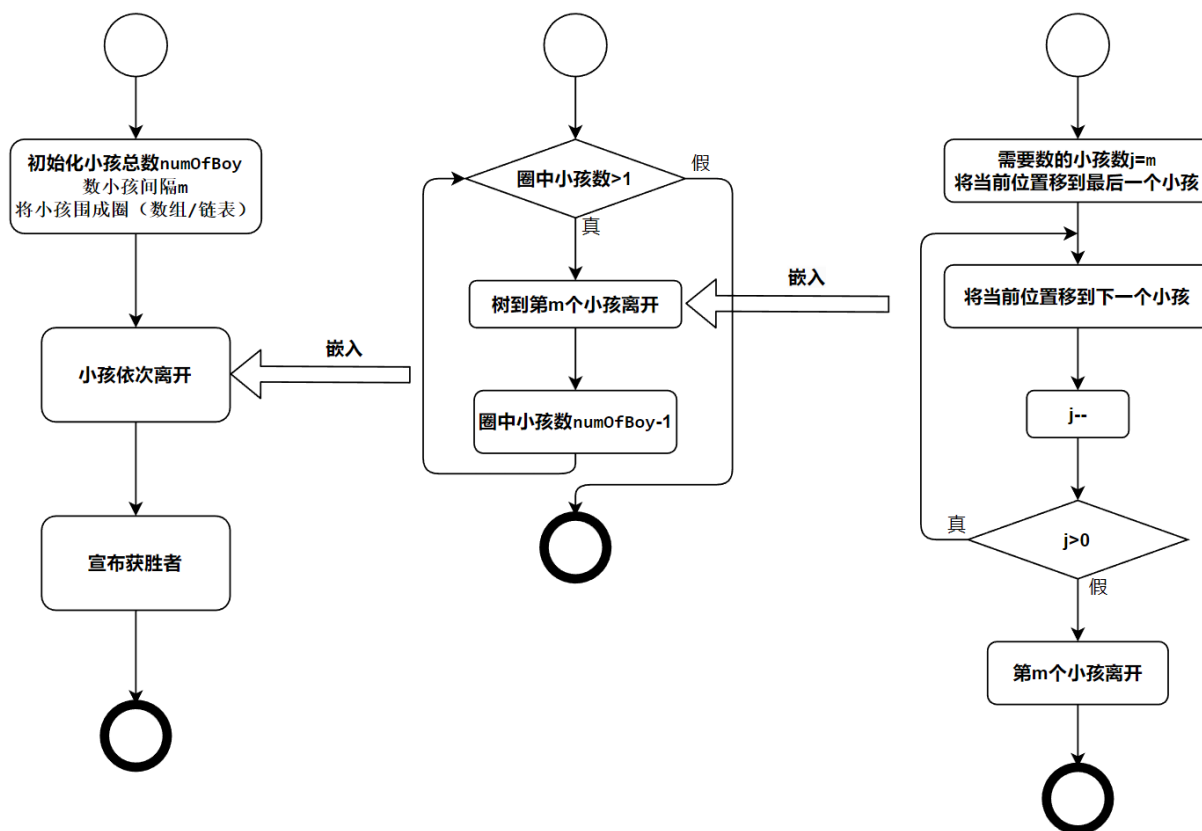 初始化小孩总数numOfBoy
数小孩间隔m
将小孩围成圈（数组/链表）
小孩依次离开
宣布获胜者
嵌入
圈中小孩数>1
假
真
树到第m个小孩离开
圈中小孩数numOfBoy-1
嵌入
需要数的小孩数j=m
将当前位置移到最后一个小孩
将当前位置移到下一个小孩
j--
真
j>0
假
第m个小孩离开